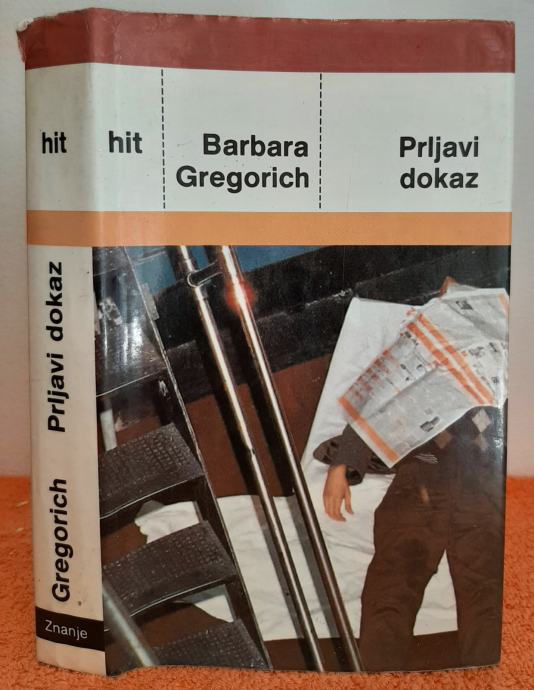 hit
hit
Barbara
Gregorich
Prljavi
dokaz
Gregorich Prljavi dokaz
Znanje